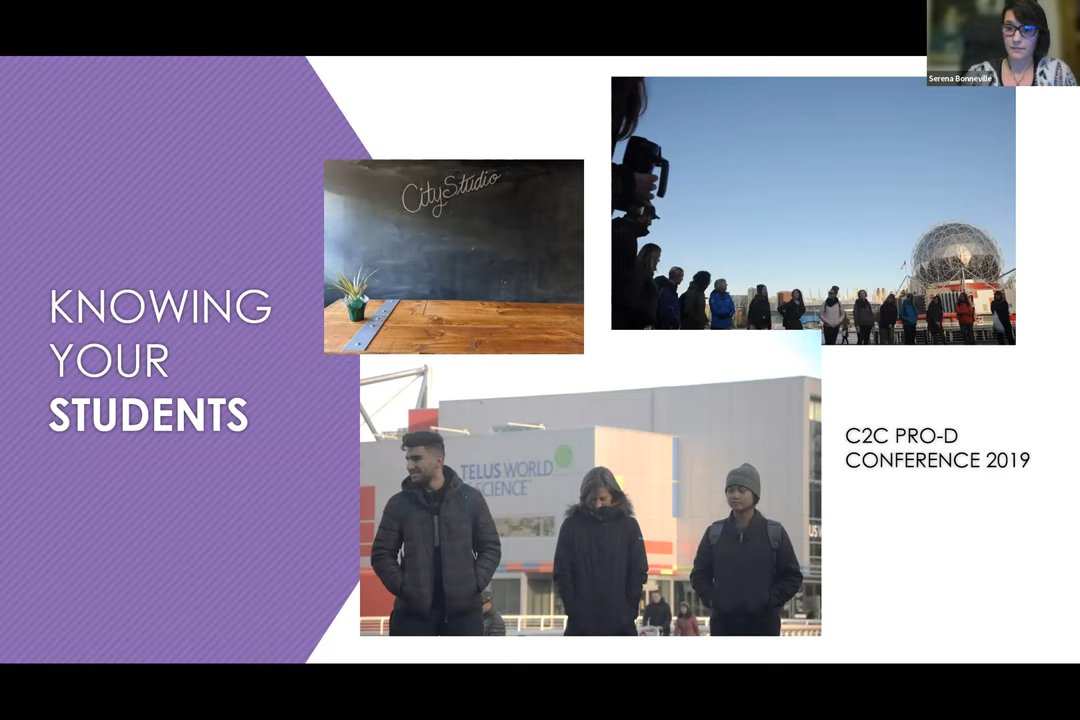 Serena Bonneville
KNOWING
YOUR
STUDENTS
CityStudio
TELUS WORLD
SCIENCE
C2C PRO-D
CONFERENCE 2019